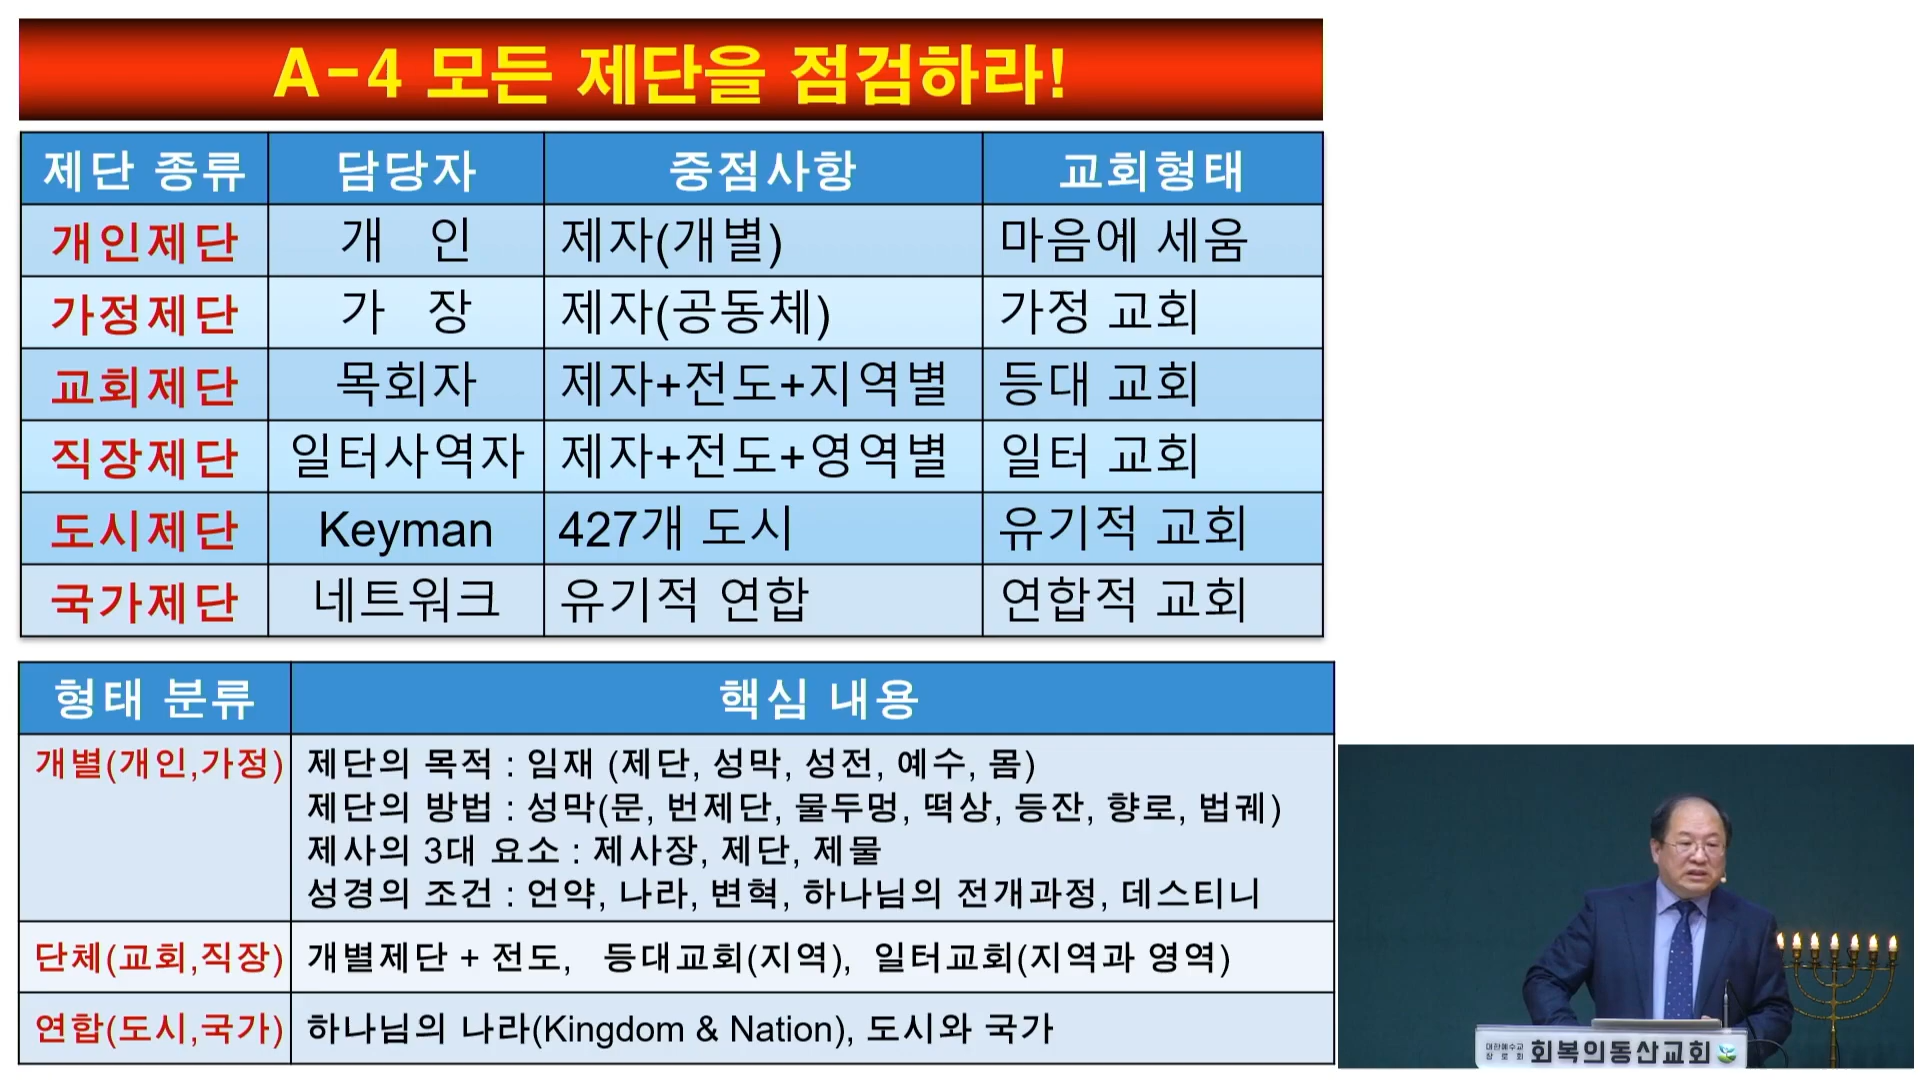 A-4 모든 제단을 점검하라!
제단 종류 담당자 중점사항 교회형태
개인제단 개 인 제자(개별) 마음에 세움
가정제단 가 장 제자(공동체) 가정 교회
교회제단 목회자 제자+전도+지역별 등대 교회
직장제단 일터사역자 제자+전도+영역별 일터 교회
도시제단 Keyman 427개 도시 유기적 교회
국가제단 네트워크 유기적 연합 연합적 교회
형태 분류 핵심 내용
개별(개인,가정) 제단의 목적 : 임재 (제단, 성막, 성전, 예수, 몸)
제단의 방법 : 성막(문, 번제단, 물두멍, 떡상, 등잔, 향로, 법궤)
제사의 3대 요소 : 제사장, 제단, 제물
성경의 조건 : 언약, 나라, 변혁, 하나님의 전개과정, 데스티니
단체(교회,직장) 개별제단 + 전도, 등대교회(지역), 일터교회(지역과 영역)
연합(도시,국가) 하나님의 나라(Kingdom & Nation), 도시와 국가
대한예수교
장로회 회복의동산교회